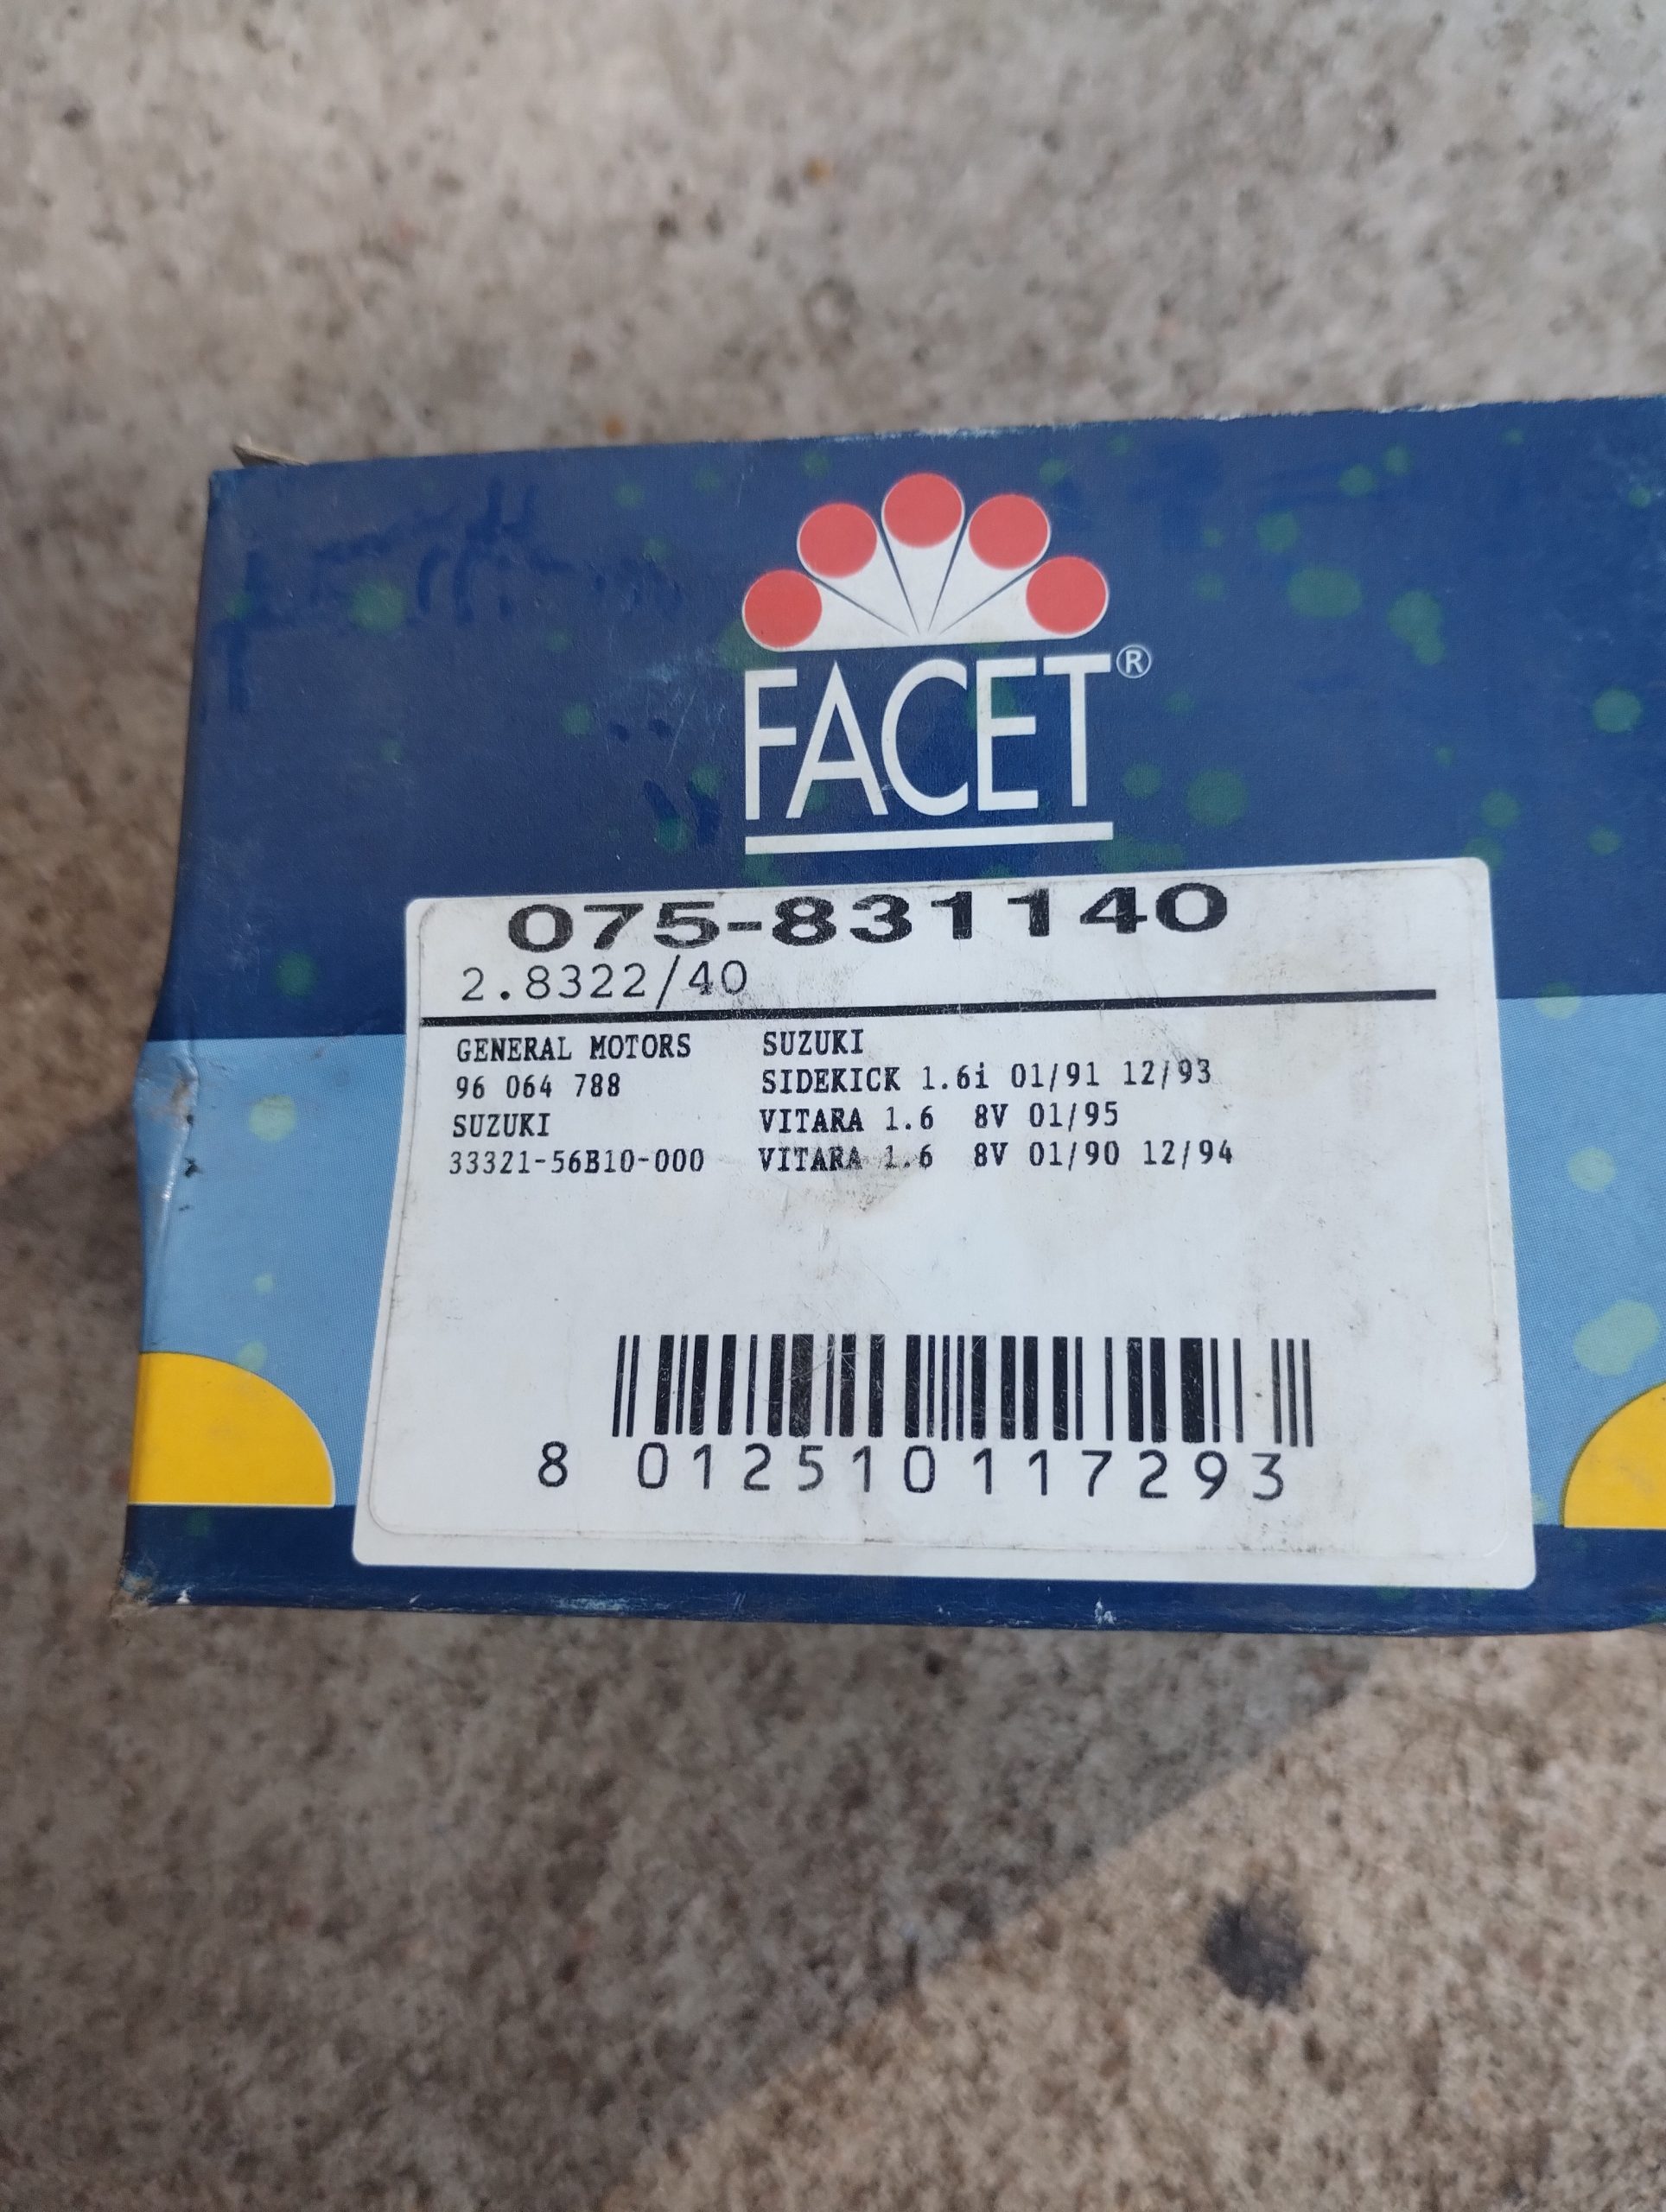 FACET®
075-831140
2.8322/40
GENERAL MOTORS
96 064 788
SUZUKI
33321-56B10-000
SUZUKI
SIDEKICK 1.6i 01/91 12/93
VITARA 1.6 8V 01/95
VITARA 1.6 8V 01/90 12/94
8 012510 117293